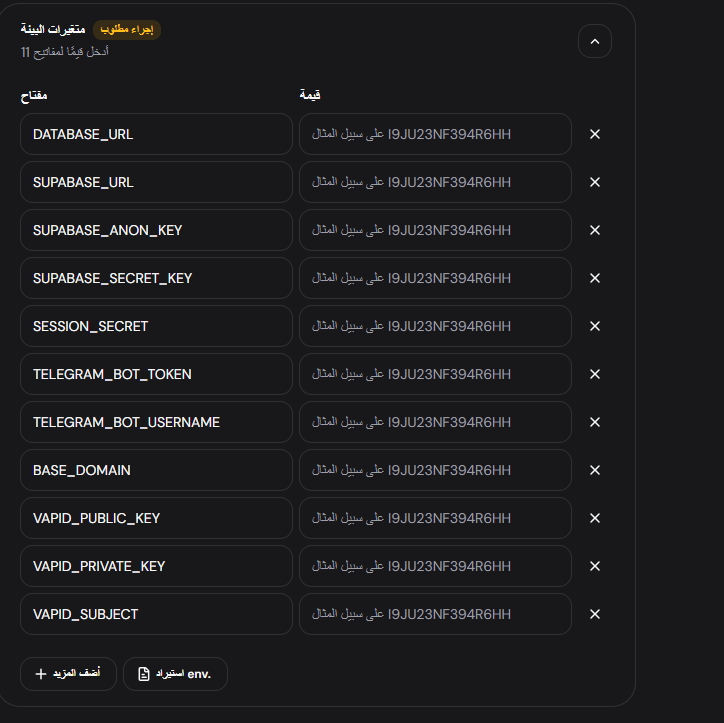 متغيرات البيئة إجراء مطلوب
أدخل قيمًا لمفاتيح 11
مفتاح قيمة
DATABASE_URL على سبيل المثال I9JU23NF394R6HH
SUPABASE_URL على سبيل المثال I9JU23NF394R6HH
SUPABASE_ANON_KEY على سبيل المثال I9JU23NF394R6HH
SUPABASE_SECRET_KEY على سبيل المثال I9JU23NF394R6HH
SESSION_SECRET على سبيل المثال I9JU23NF394R6HH
TELEGRAM_BOT_TOKEN على سبيل المثال I9JU23NF394R6HH
TELEGRAM_BOT_USERNAME على سبيل المثال I9JU23NF394R6HH
BASE_DOMAIN على سبيل المثال I9JU23NF394R6HH
VAPID_PUBLIC_KEY على سبيل المثال I9JU23NF394R6HH
VAPID_PRIVATE_KEY على سبيل المثال I9JU23NF394R6HH
VAPID_SUBJECT على سبيل المثال I9JU23NF394R6HH
أضف المزيد استيراد env.